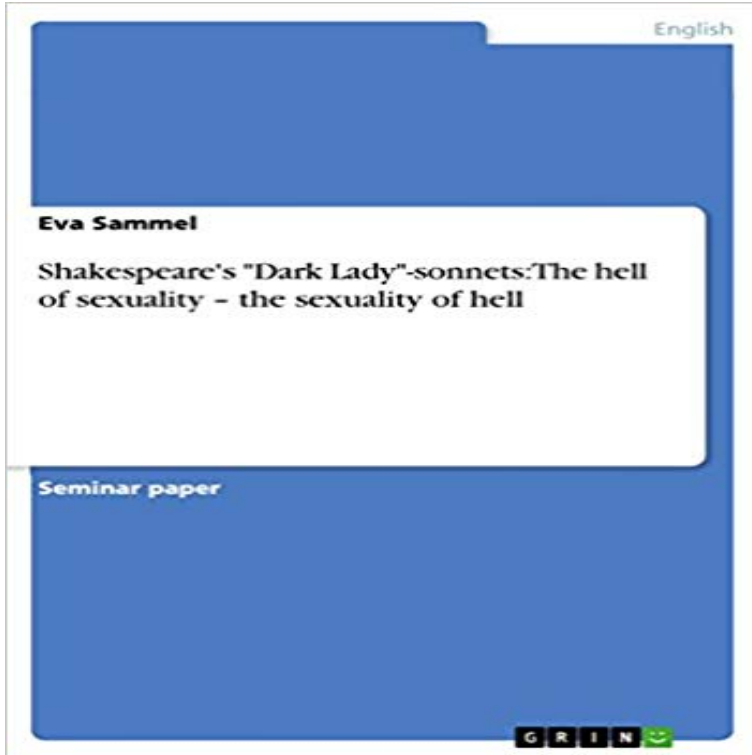 English
Eva Sammel
Shakespeare's "Dark Lady"-sonnets: The hell
of sexuality – the sexuality of hell
Seminar paper
GRIN